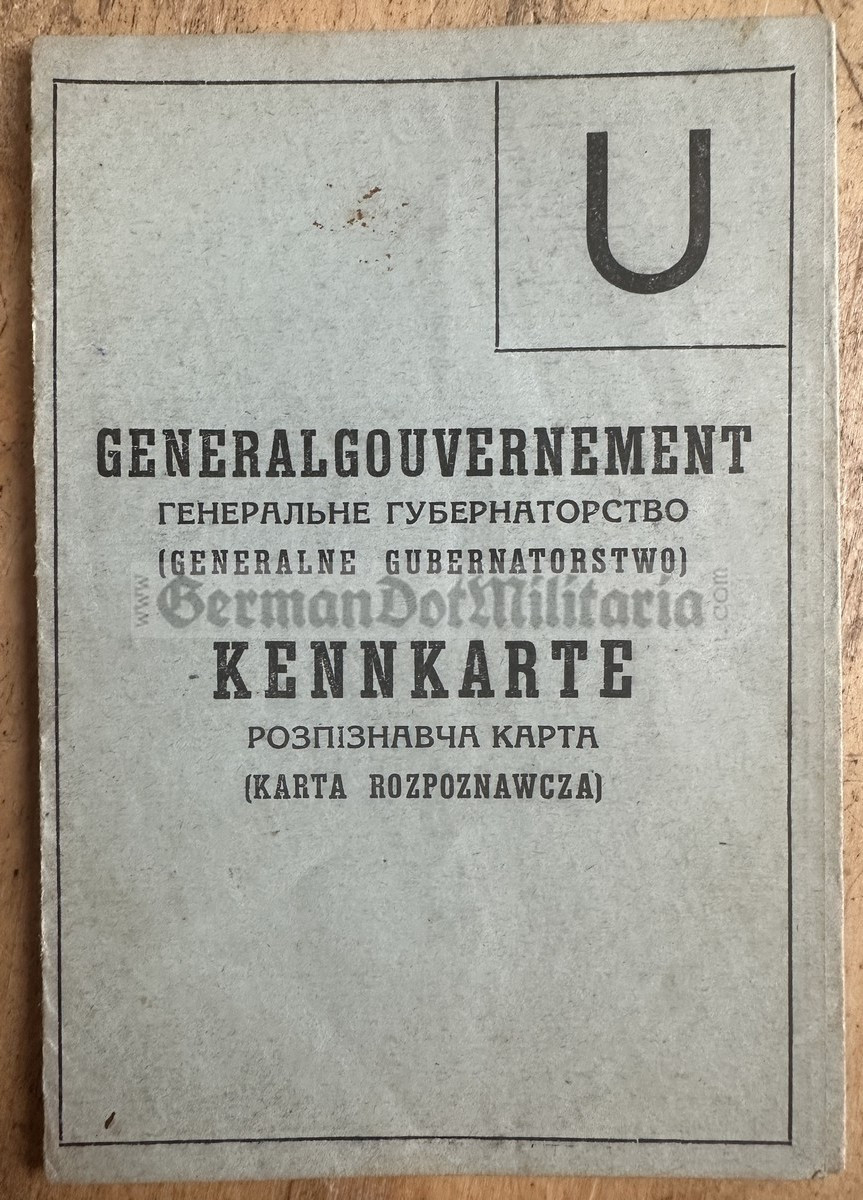 U
GENERALGOUVERNEMENT
ГЕНЕРАЛЬНЕ ГУБЕРНАТОРСТВО
(GENERALNE GUBERNATORSTWO)
www.GermanDotMilitaria.com
KENNKARTE
РОЗПІЗНАВЧА КАРТА
(KARTA ROZPOZNAWCZA)